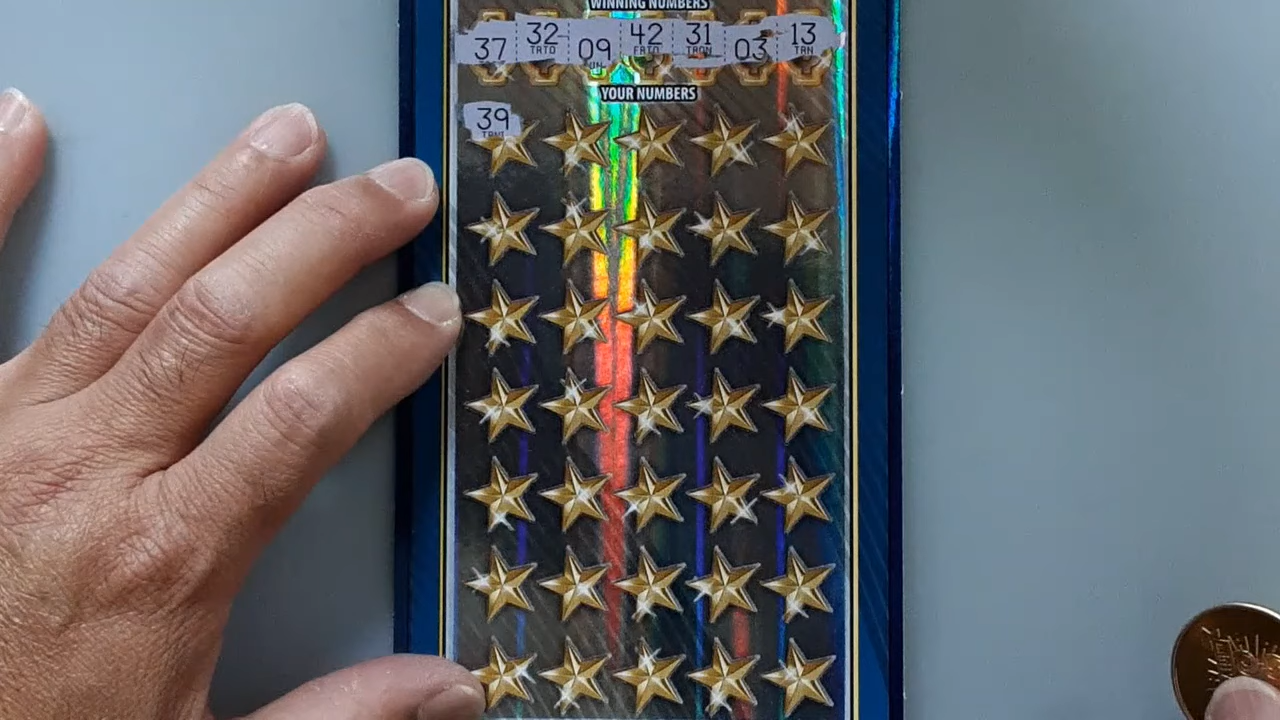 WINNING NUMBERS
37 32 09 42 31 03 13
TRTO FRTO TRON TRN
YOUR NUMBERS
39